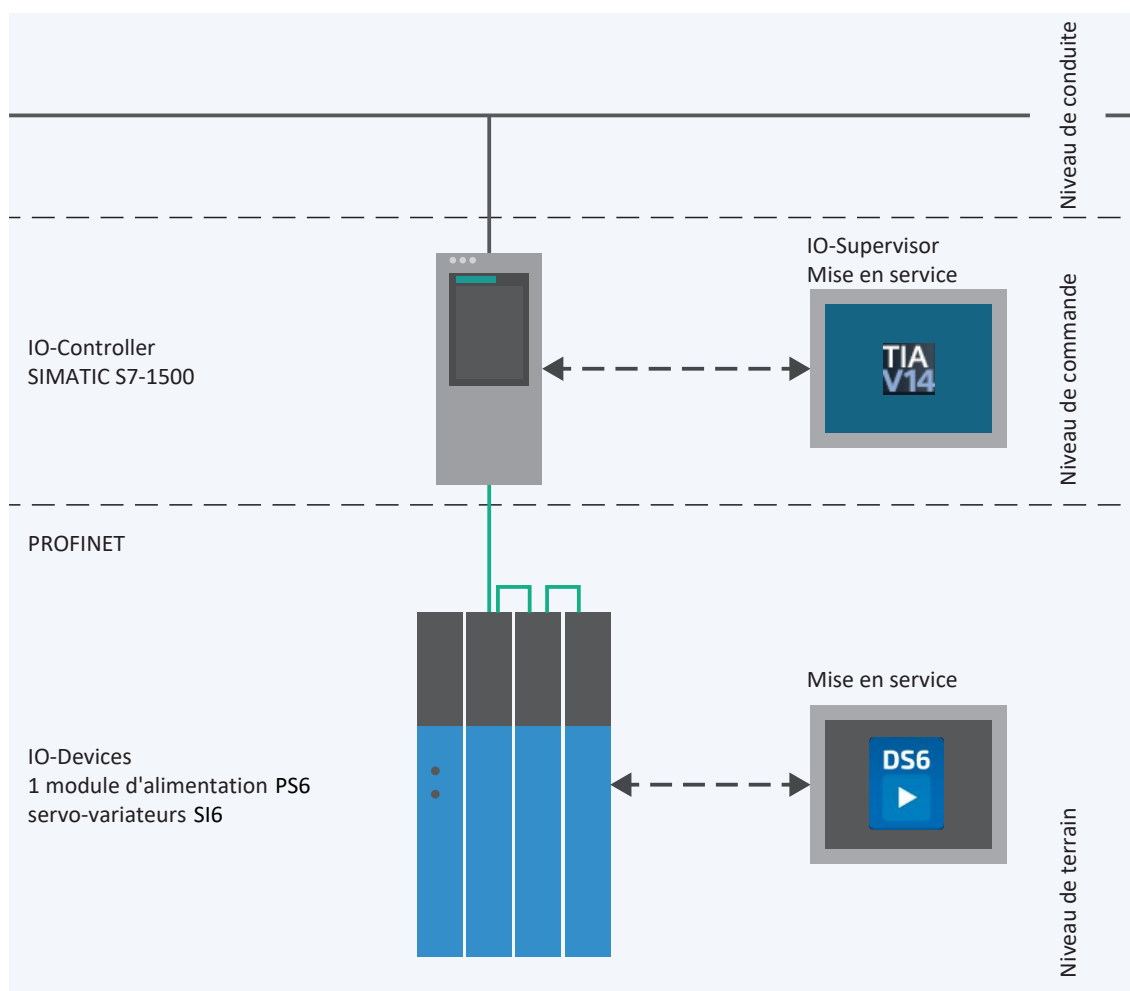 Niveau de conduite
IO-Supervisor
Mise en service
TIA
V14
IO-Controller
SIMATIC S7-1500
Niveau de commande
PROFINET
Mise en service
DS6
IO-Devices
1 module d'alimentation PS6
servo-variateurs SI6
Niveau de terrain